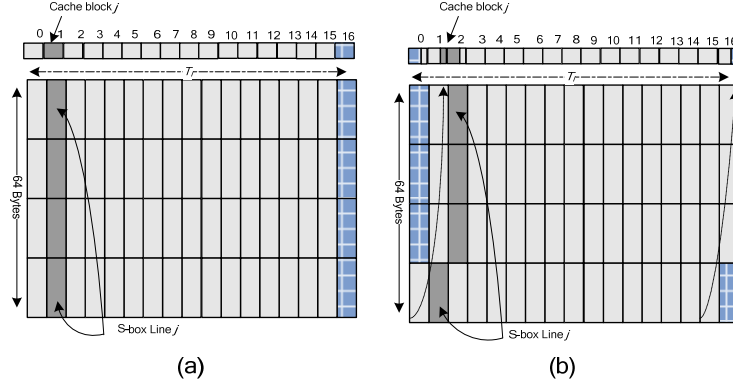 Cache block j
0 1 2 3 4 5 6 7 8 9 10 11 12 13 14 15 16
Tr
64 Bytes
S-box Line j
(a)
Cache block j
0 1 2 3 4 5 6 7 8 9 10 11 12 13 14 15 16
Tr
64 Bytes
S-box Line j
(b)